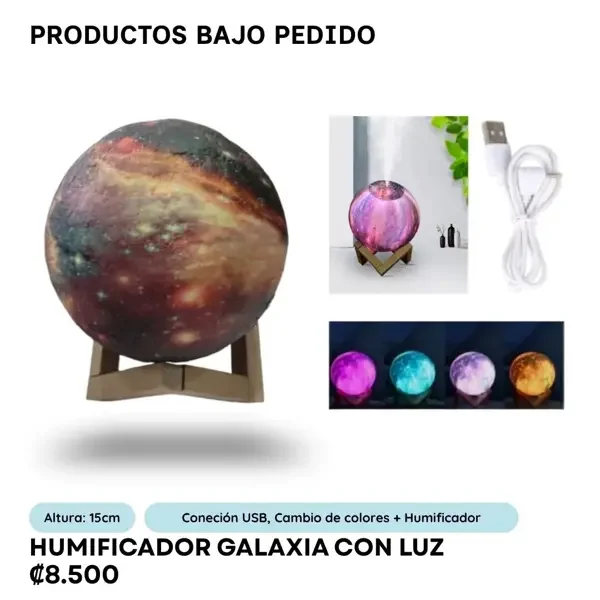 PRODUCTOS BAJO PEDIDO
Altura: 15cm
Coneción USB, Cambio de colores + Humificador
HUMIFICADOR GALAXIA CON LUZ
₡8.500